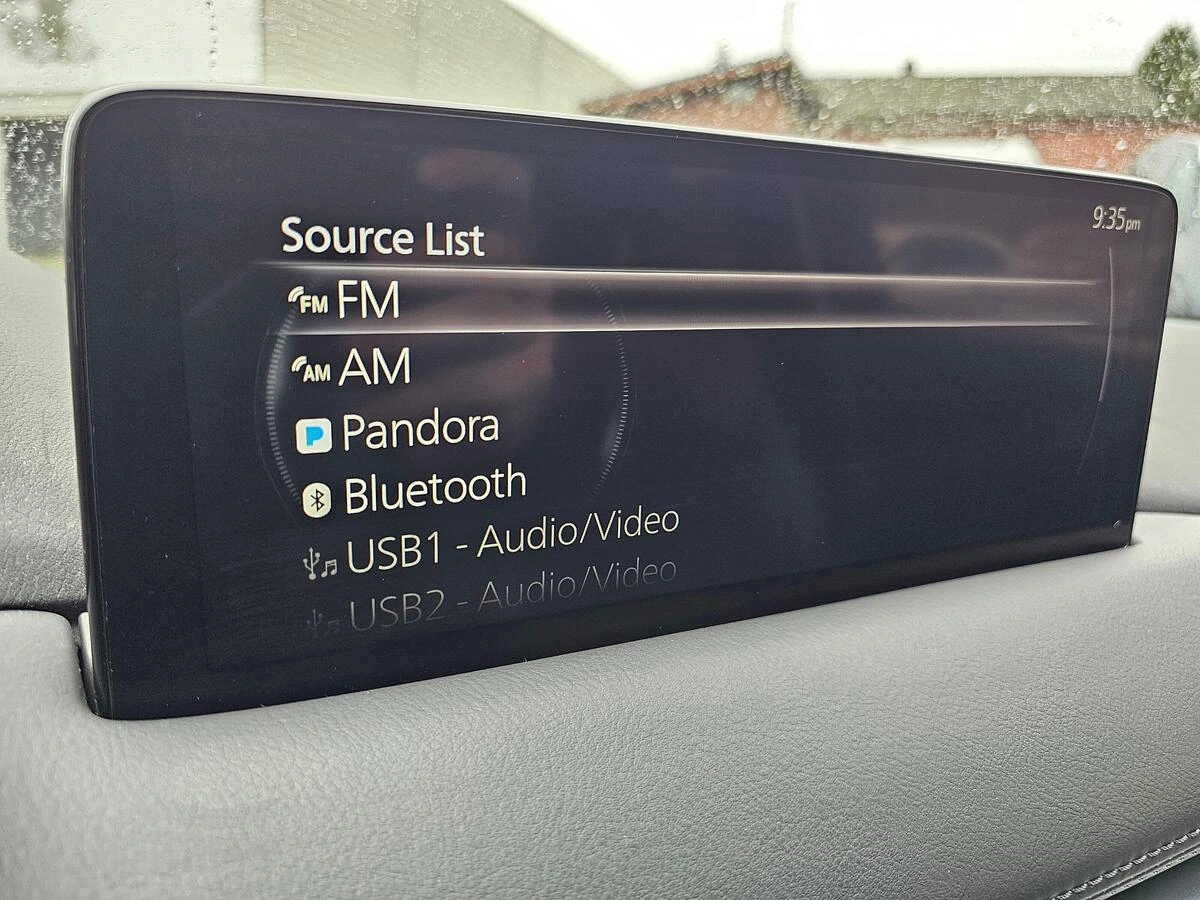 Source List
9:35pm
FM FM
AM AM
P Pandora
Bluetooth
USB1 - Audio/Video
USB2 - Audio/Video